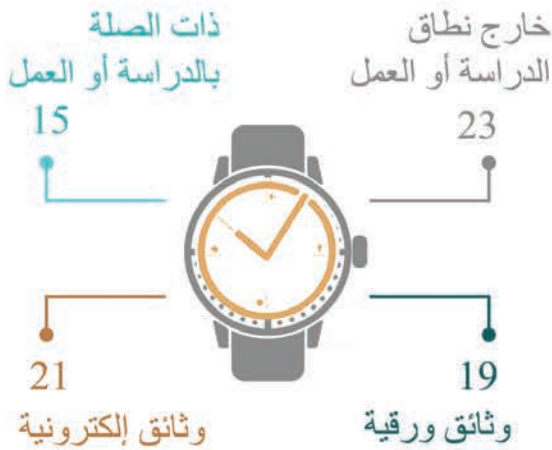 خارج نطاق
الدراسة أو العمل
23
ذات الصلة
بالدراسة أو العمل
15
19
وثائق ورقية
21
وثائق إلكترونية